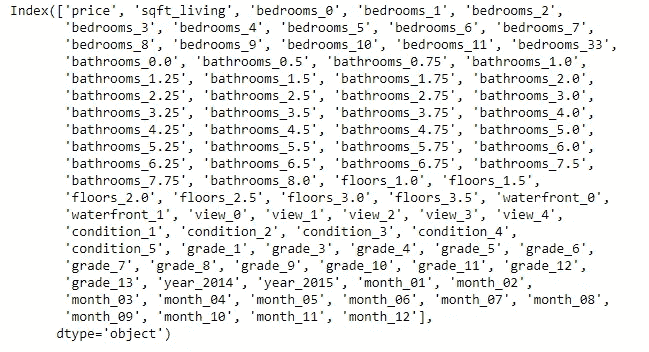 Index(['price', 'sqft_living', 'bedrooms_0', 'bedrooms_1', 'bedrooms_2',
'bedrooms_3', 'bedrooms_4', 'bedrooms_5', 'bedrooms_6', 'bedrooms_7',
'bedrooms_8', 'bedrooms_9', 'bedrooms_10', 'bedrooms_11', 'bedrooms_33',
'bathrooms_0.0', 'bathrooms_0.5', 'bathrooms_0.75', 'bathrooms_1.0',
'bathrooms_1.25', 'bathrooms_1.5', 'bathrooms_1.75', 'bathrooms_2.0',
'bathrooms_2.25', 'bathrooms_2.5', 'bathrooms_2.75', 'bathrooms_3.0',
'bathrooms_3.25', 'bathrooms_3.5', 'bathrooms_3.75', 'bathrooms_4.0',
'bathrooms_4.25', 'bathrooms_4.5', 'bathrooms_4.75', 'bathrooms_5.0',
'bathrooms_5.25', 'bathrooms_5.5', 'bathrooms_5.75', 'bathrooms_6.0',
'bathrooms_6.25', 'bathrooms_6.5', 'bathrooms_6.75', 'bathrooms_7.5',
'bathrooms_7.75', 'bathrooms_8.0', 'floors_1.0', 'floors_1.5',
'floors_2.0', 'floors_2.5', 'floors_3.0', 'floors_3.5', 'waterfront_0',
'waterfront_1', 'view_0', 'view_1', 'view_2', 'view_3', 'view_4',
'condition_1', 'condition_2', 'condition_3', 'condition_4',
'condition_5', 'grade_1', 'grade_3', 'grade_4', 'grade_5', 'grade_6',
'grade_7', 'grade_8', 'grade_9', 'grade_10', 'grade_11', 'grade_12',
'grade_13', 'year_2014', 'year_2015', 'month_01', 'month_02',
'month_03', 'month_04', 'month_05', 'month_06', 'month_07', 'month_08',
'month_09', 'month_10', 'month_11', 'month_12'],
dtype='object')